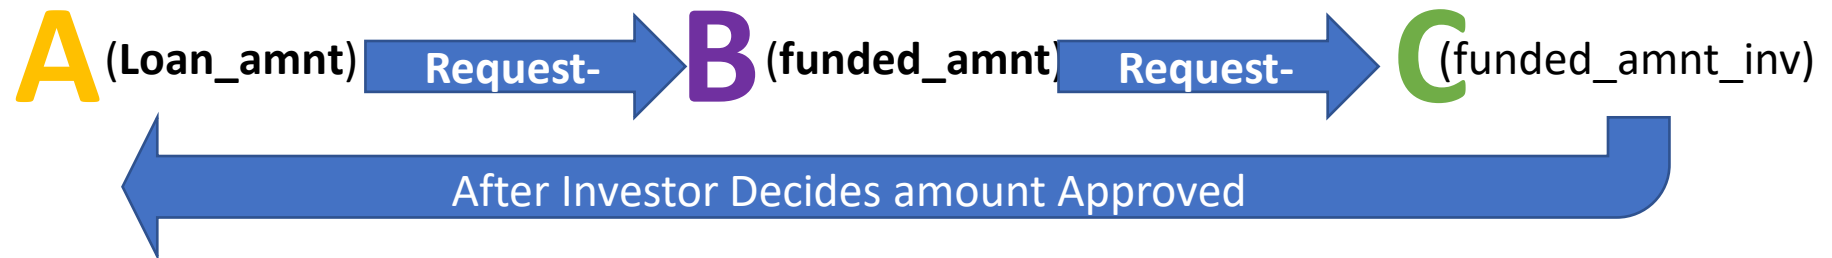 A (Loan_amnt) Request- B (funded_amnt) Request- C (funded_amnt_inv)
After Investor Decides amount Approved